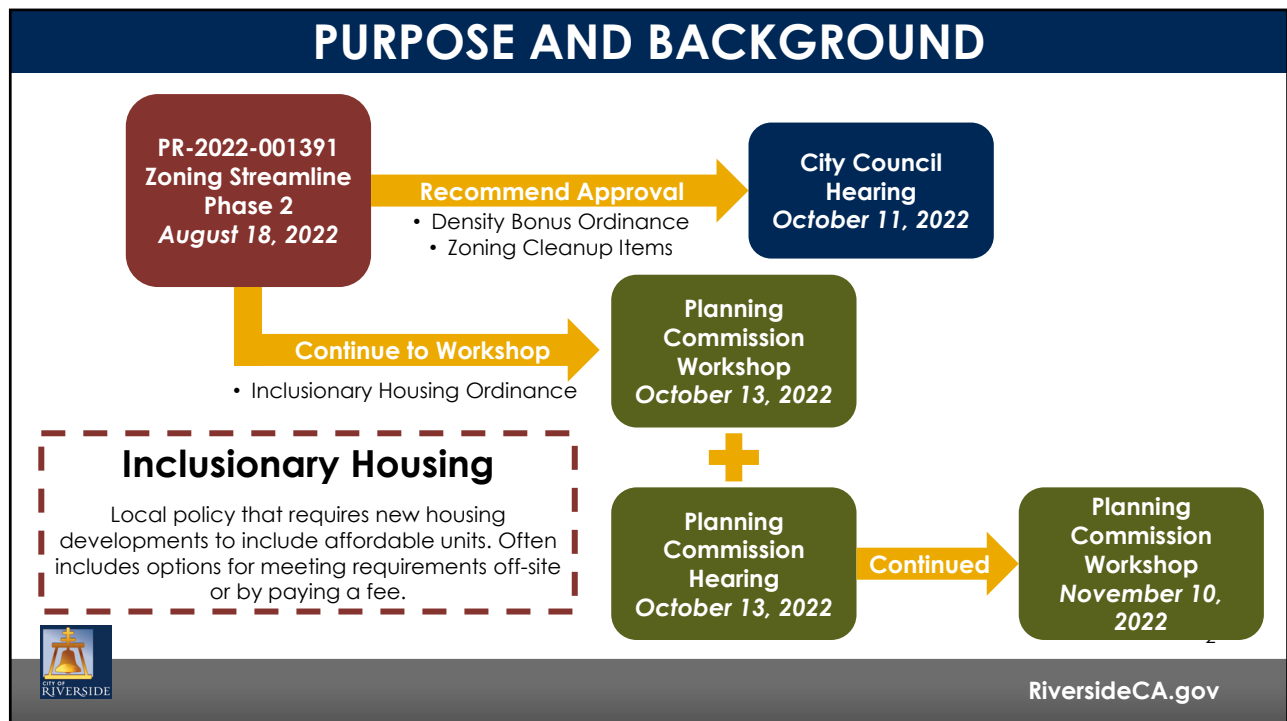 PURPOSE AND BACKGROUND
PR-2022-001391
Zoning Streamline
Phase 2
August 18, 2022
Recommend Approval
• Density Bonus Ordinance
• Zoning Cleanup Items
City Council
Hearing
October 11, 2022
Continue to Workshop
• Inclusionary Housing Ordinance
Planning
Commission
Workshop
October 13, 2022
Inclusionary Housing
Local policy that requires new housing
developments to include affordable units. Often
includes options for meeting requirements off-site
or by paying a fee.
Planning
Commission
Hearing
October 13, 2022
Continued
Planning
Commission
Workshop
November 10,
2022
2
CITY OF
RIVERSIDE
RiversideCA.gov